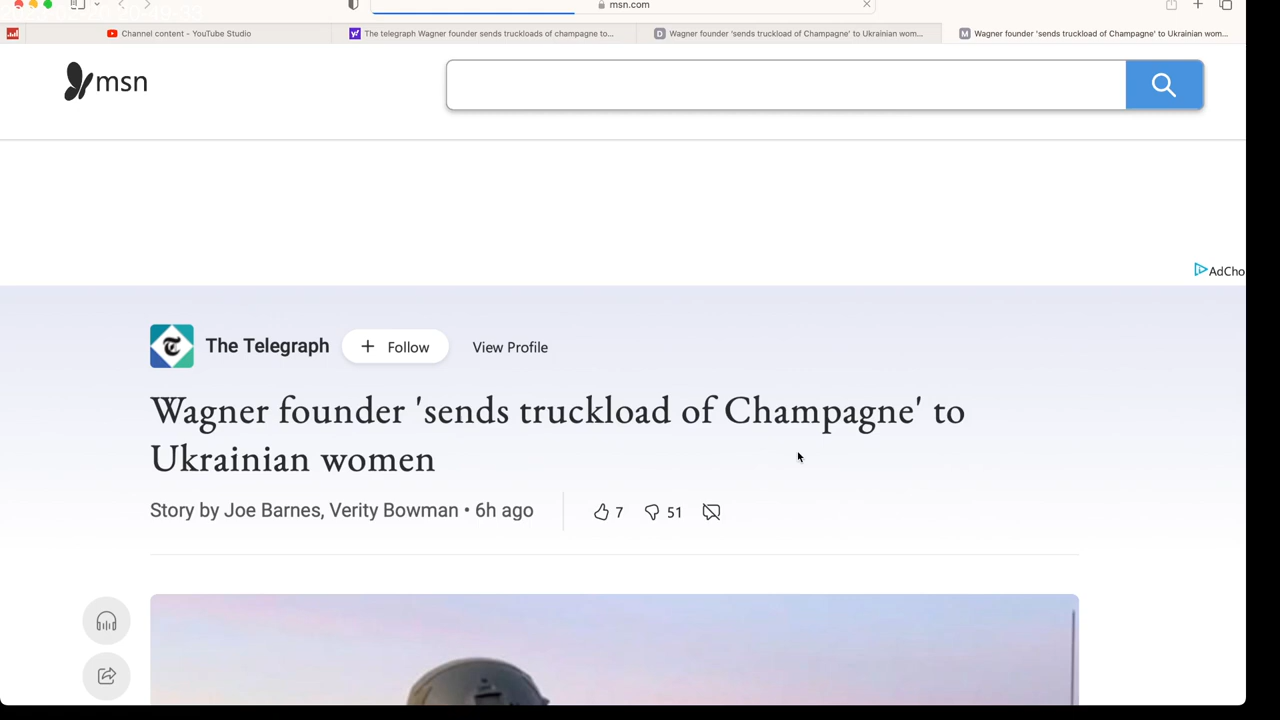 msn.com
Channel content - YouTube Studio
The telegraph Wagner founder sends truckloads of champagne to...
D Wagner founder 'sends truckload of Champagne' to Ukrainian wom...
M Wagner founder 'sends truckload of Champagne' to Ukrainian wom...
msn
AdCho
The Telegraph
+ Follow
View Profile
Wagner founder 'sends truckload of Champagne' to
Ukrainian women
Story by Joe Barnes, Verity Bowman • 6h ago
7
51